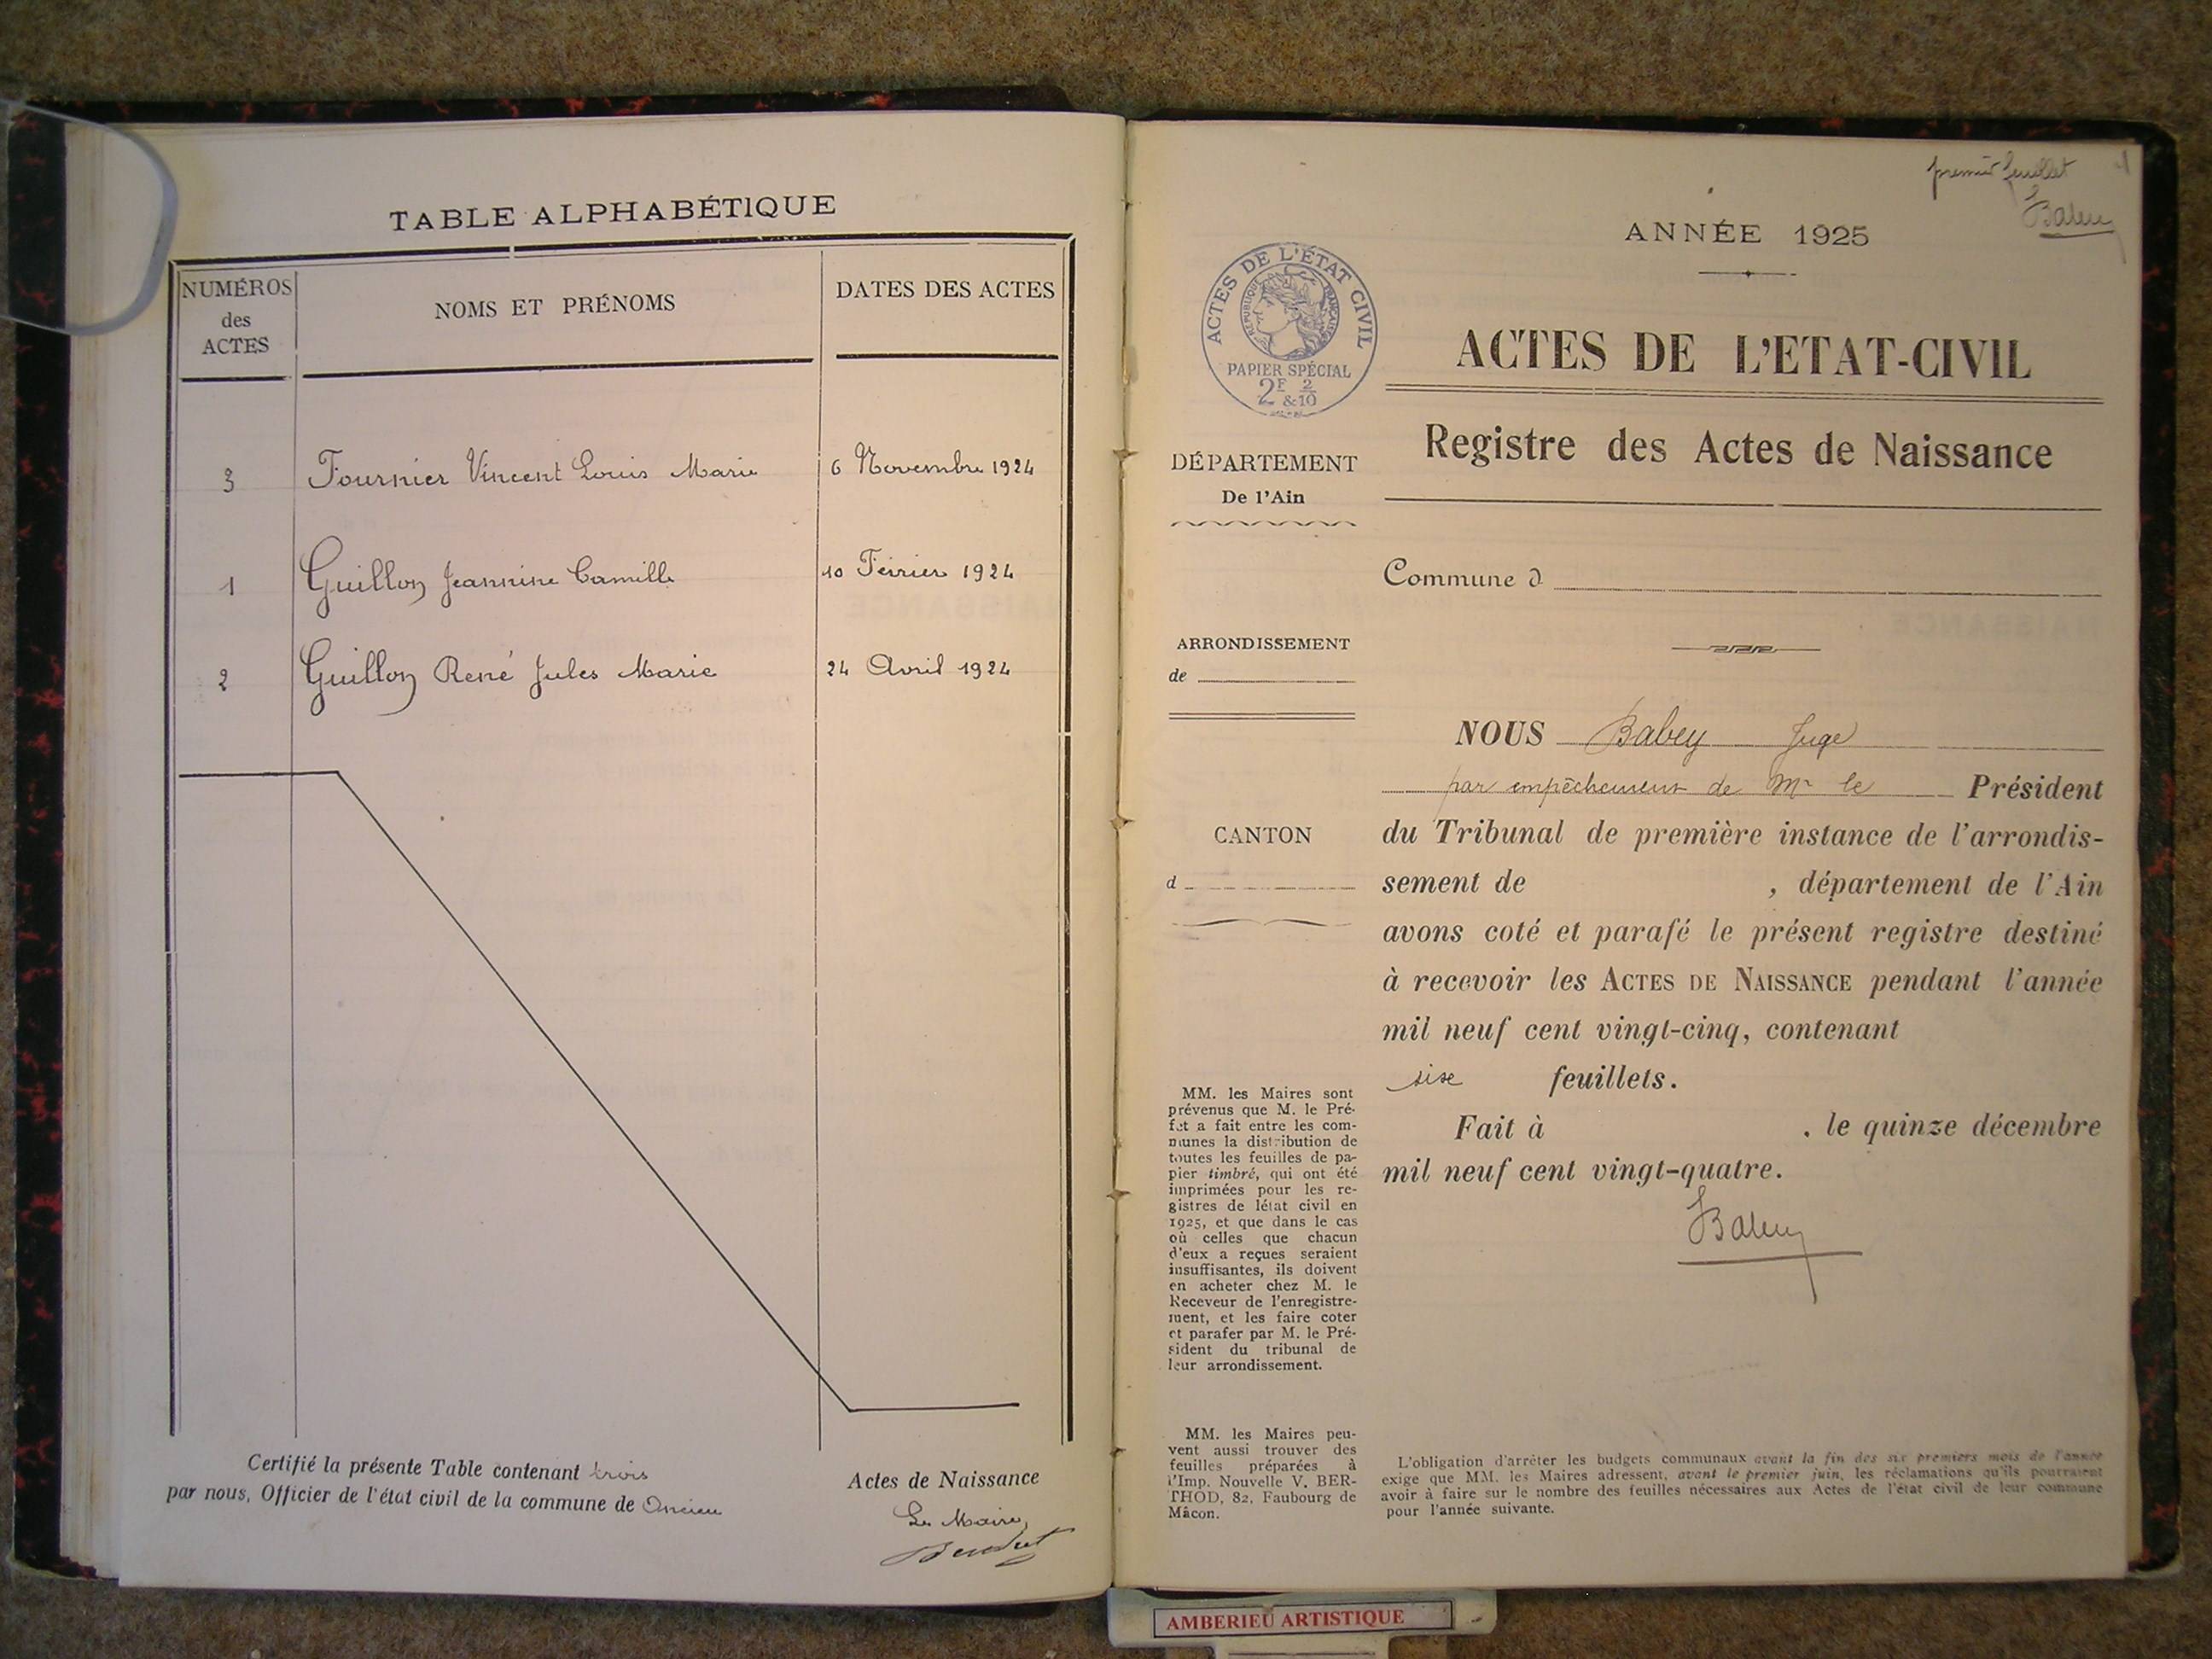 TABLE ALPHABÉTIQUE
NUMÉROS
des
ACTES
NOMS ET PRÉNOMS
DATES DES ACTES
3 Fournier Vincent Louis Marie 6 Novembre 1924
1 Guillon Jeannine Camille 10 Février 1924
2 Guillon René Jules Marie 24 Avril 1924
Certifié la présente Table contenant trois Actes de Naissance
par nous, Officier de l'état civil de la commune de Oncieu
Le Maire,
premier feuillet
Babey
ANNÉE 1925
ACTES DE L'ÉTAT CIVIL
RÉPUBLIQUE FRANÇAISE
PAPIER SPÉCIAL
2F & 2/10
ACTES DE L'ETAT-CIVIL
Registre des Actes de Naissance
DÉPARTEMENT
De l'Ain
Commune d
ARRONDISSEMENT
de
CANTON
d
NOUS Babey Juge
par empêchement de Mr le Président
du Tribunal de première instance de l'arrondis-
sement de , département de l'Ain
avons coté et parafé le présent registre destiné
à recevoir les ACTES DE NAISSANCE pendant l'année
mil neuf cent vingt-cinq, contenant
sise feuillets.
Fait à , le quinze décembre
mil neuf cent vingt-quatre.
Babey
MM. les Maires sont
prévenus que M. le Pré-
fet a fait entre les com-
munes la distribution de
toutes les feuilles de pa-
pier timbré, qui ont été
imprimées pour les re-
gistres de létat civil en
1925, et que dans le cas
où celles que chacun
d'eux a reçues seraient
insuffisantes, ils doivent
en acheter chez M. le
Receveur de l'enregistre-
ment, et les faire coter
et parafer par M. le Pré-
sident du tribunal de
leur arrondissement.
MM. les Maires peu-
vent aussi trouver des
feuilles préparées à
l'Imp. Nouvelle V. BER-
THOD, 82, Faubourg de
Mâcon.
L'obligation d'arrêter les budgets communaux avant la fin des six premiers mois de l'année
exige que MM. les Maires adressent, avant le premier juin, les réclamations qu'ils pourraient
avoir à faire sur le nombre des feuilles nécessaires aux Actes de l'état civil de leur commune
pour l'année suivante.
AMBERIEU ARTISTIQUE